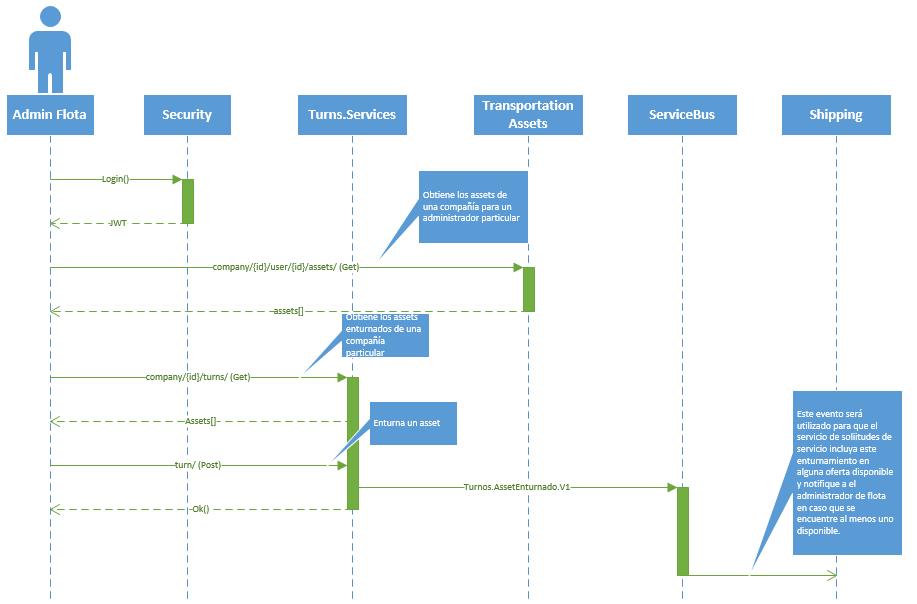 Admin Flota
Security
Turns.Services
Transportation
Assets
ServiceBus
Shipping
Login()
JWT
Obtiene los assets de
una compañía para un
administrador particular
company/{id}/user/{id}/assets/ (Get)
assets[]
Obtiene los assets
enturnados de una
compañía
particular
company/{id}/turns/ (Get)
Assets[]
Enturna un asset
turn/ (Post)
Turnos.AssetEnturnado.V1
Ok()
Este evento será
utilizado para que el
servicio de soliitudes de
servicio incluya este
enturnamiento en
alguna oferta disponible
y notifique a el
administrador de flota
en caso que se
encuentre al menos uno
disponible.